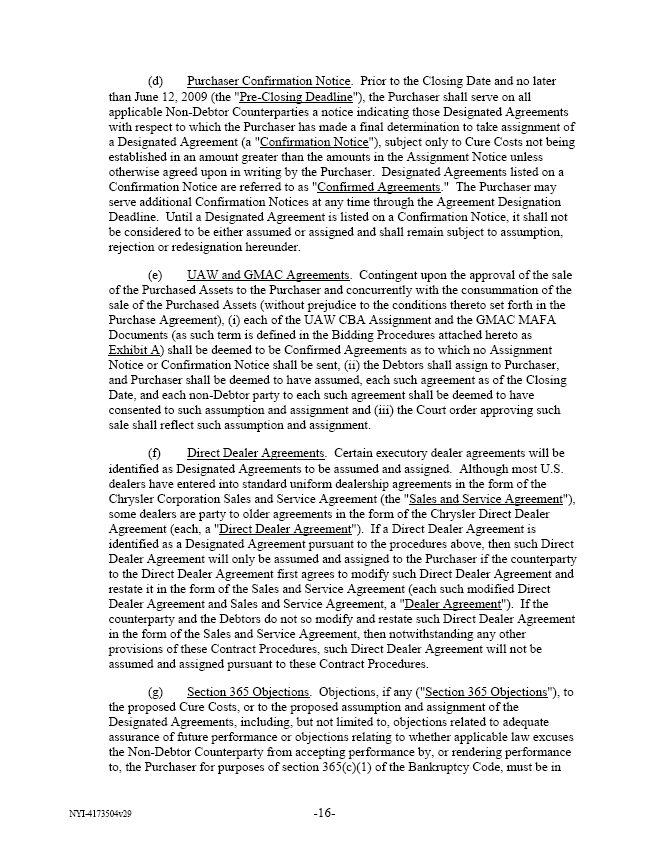 (d) Purchaser Confirmation Notice. Prior to the Closing Date and no later
than June 12, 2009 (the "Pre-Closing Deadline"), the Purchaser shall serve on all
applicable Non-Debtor Counterparties a notice indicating those Designated Agreements
with respect to which the Purchaser has made a final determination to take assignment of
a Designated Agreement (a "Confirmation Notice"), subject only to Cure Costs not being
established in an amount greater than the amounts in the Assignment Notice unless
otherwise agreed upon in writing by the Purchaser. Designated Agreements listed on a
Confirmation Notice are referred to as "Confirmed Agreements." The Purchaser may
serve additional Confirmation Notices at any time through the Agreement Designation
Deadline. Until a Designated Agreement is listed on a Confirmation Notice, it shall not
be considered to be either assumed or assigned and shall remain subject to assumption,
rejection or redesignation hereunder.
(e) UAW and GMAC Agreements. Contingent upon the approval of the sale
of the Purchased Assets to the Purchaser and concurrently with the consummation of the
sale of the Purchased Assets (without prejudice to the conditions thereto set forth in the
Purchase Agreement), (i) each of the UAW CBA Assignment and the GMAC MAFA
Documents (as such term is defined in the Bidding Procedures attached hereto as
Exhibit A) shall be deemed to be Confirmed Agreements as to which no Assignment
Notice or Confirmation Notice shall be sent, (ii) the Debtors shall assign to Purchaser,
and Purchaser shall be deemed to have assumed, each such agreement as of the Closing
Date, and each non-Debtor party to each such agreement shall be deemed to have
consented to such assumption and assignment and (iii) the Court order approving such
sale shall reflect such assumption and assignment.
(f) Direct Dealer Agreements. Certain executory dealer agreements will be
identified as Designated Agreements to be assumed and assigned. Although most U.S.
dealers have entered into standard uniform dealership agreements in the form of the
Chrysler Corporation Sales and Service Agreement (the "Sales and Service Agreement"),
some dealers are party to older agreements in the form of the Chrysler Direct Dealer
Agreement (each, a "Direct Dealer Agreement"). If a Direct Dealer Agreement is
identified as a Designated Agreement pursuant to the procedures above, then such Direct
Dealer Agreement will only be assumed and assigned to the Purchaser if the counterparty
to the Direct Dealer Agreement first agrees to modify such Direct Dealer Agreement and
restate it in the form of the Sales and Service Agreement (each such modified Direct
Dealer Agreement and Sales and Service Agreement, a "Dealer Agreement"). If the
counterparty and the Debtors do not so modify and restate such Direct Dealer Agreement
in the form of the Sales and Service Agreement, then notwithstanding any other
provisions of these Contract Procedures, such Direct Dealer Agreement will not be
assumed and assigned pursuant to these Contract Procedures.
(g) Section 365 Objections. Objections, if any ("Section 365 Objections"), to
the proposed Cure Costs, or to the proposed assumption and assignment of the
Designated Agreements, including, but not limited to, objections related to adequate
assurance of future performance or objections relating to whether applicable law excuses
the Non-Debtor Counterparty from accepting performance by, or rendering performance
to, the Purchaser for purposes of section 365(c)(1) of the Bankruptcy Code, must be in
NYI-4173504v29
-16-